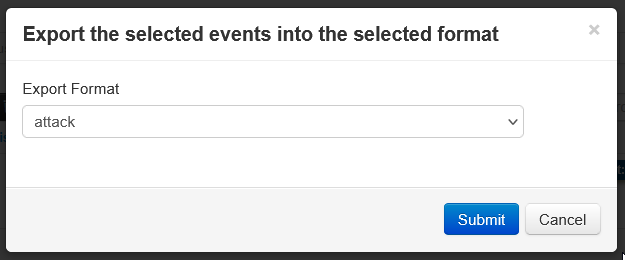 Export the selected events into the selected format
×
Export Format
attack
Submit
Cancel